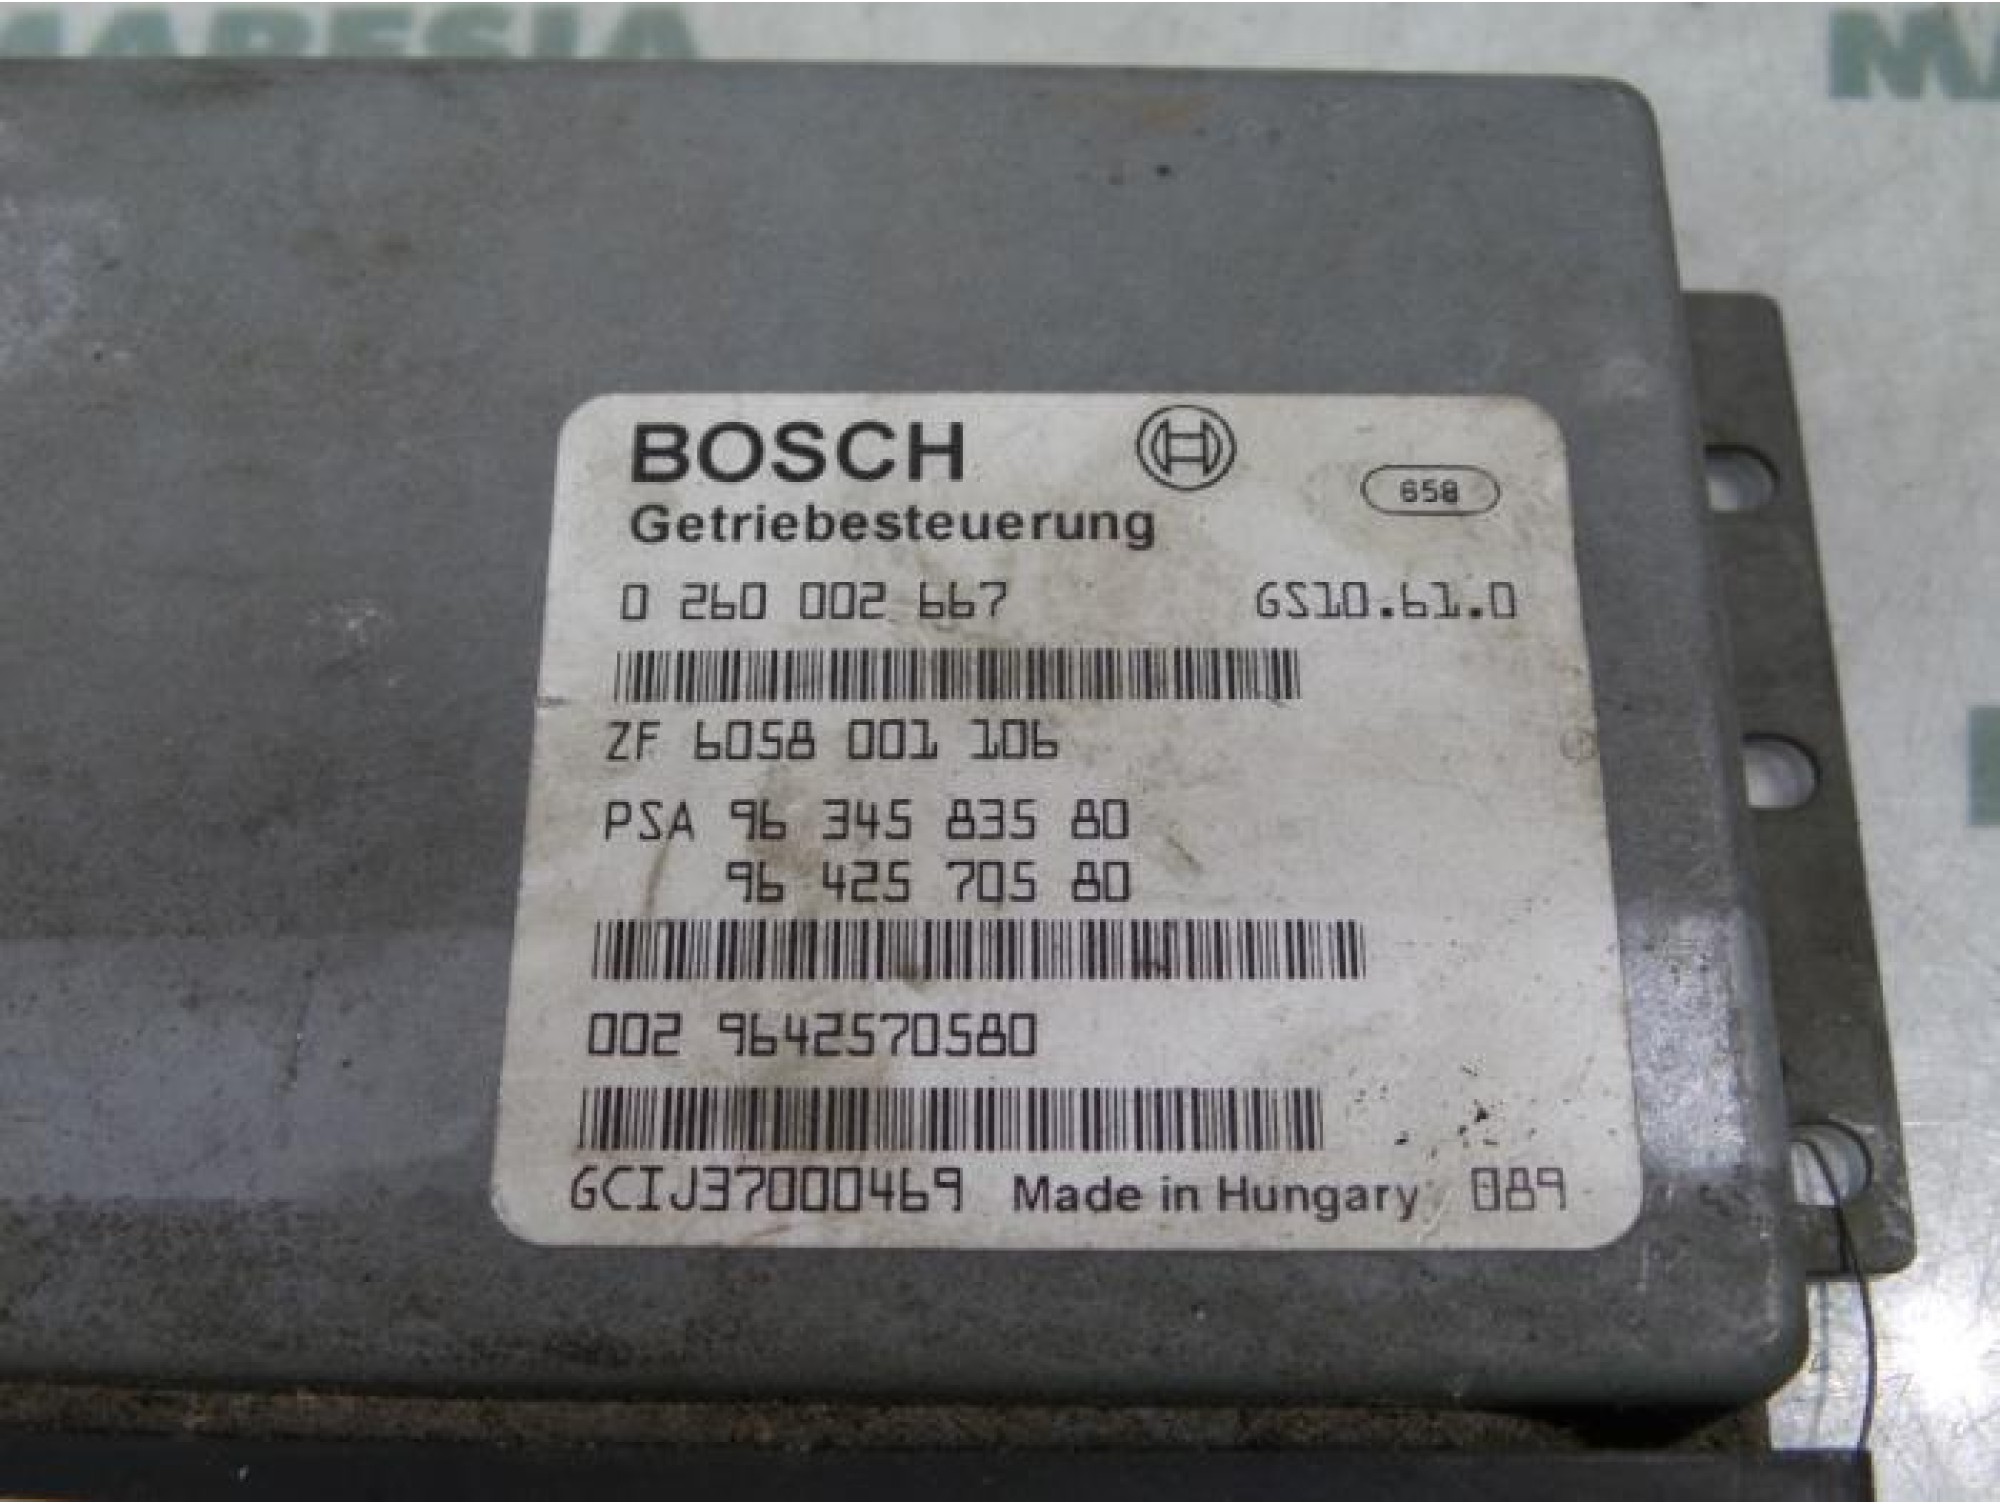 MARESIA
BOSCH
658
Getriebesteuerung
0 260 002 667 GS10.61.0
ZF 6058 001 106
PSA 96 345 835 80
96 425 705 80
002 9642570580
GCIJ37000469 Made in Hungary 089